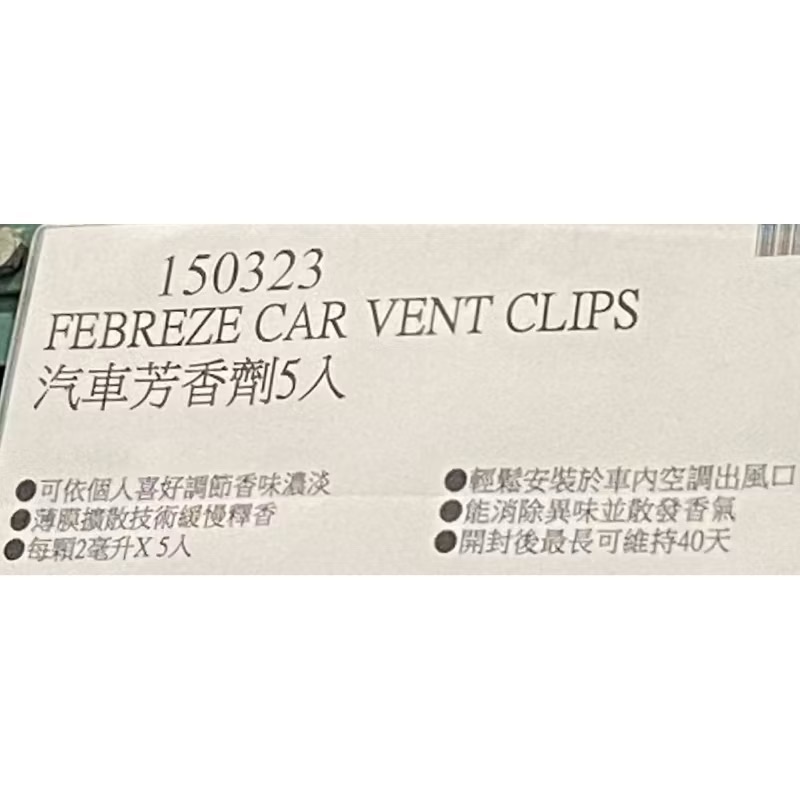 150323
FEBREZE CAR VENT CLIPS
汽車芳香劑5入
●可依個人喜好調節香味濃淡
●薄膜擴散技術緩慢釋香
●每顆2毫升X 5入
●輕鬆安裝於車內空調出風口
●能消除異味並散發香氣
●開封後最長可維持40天